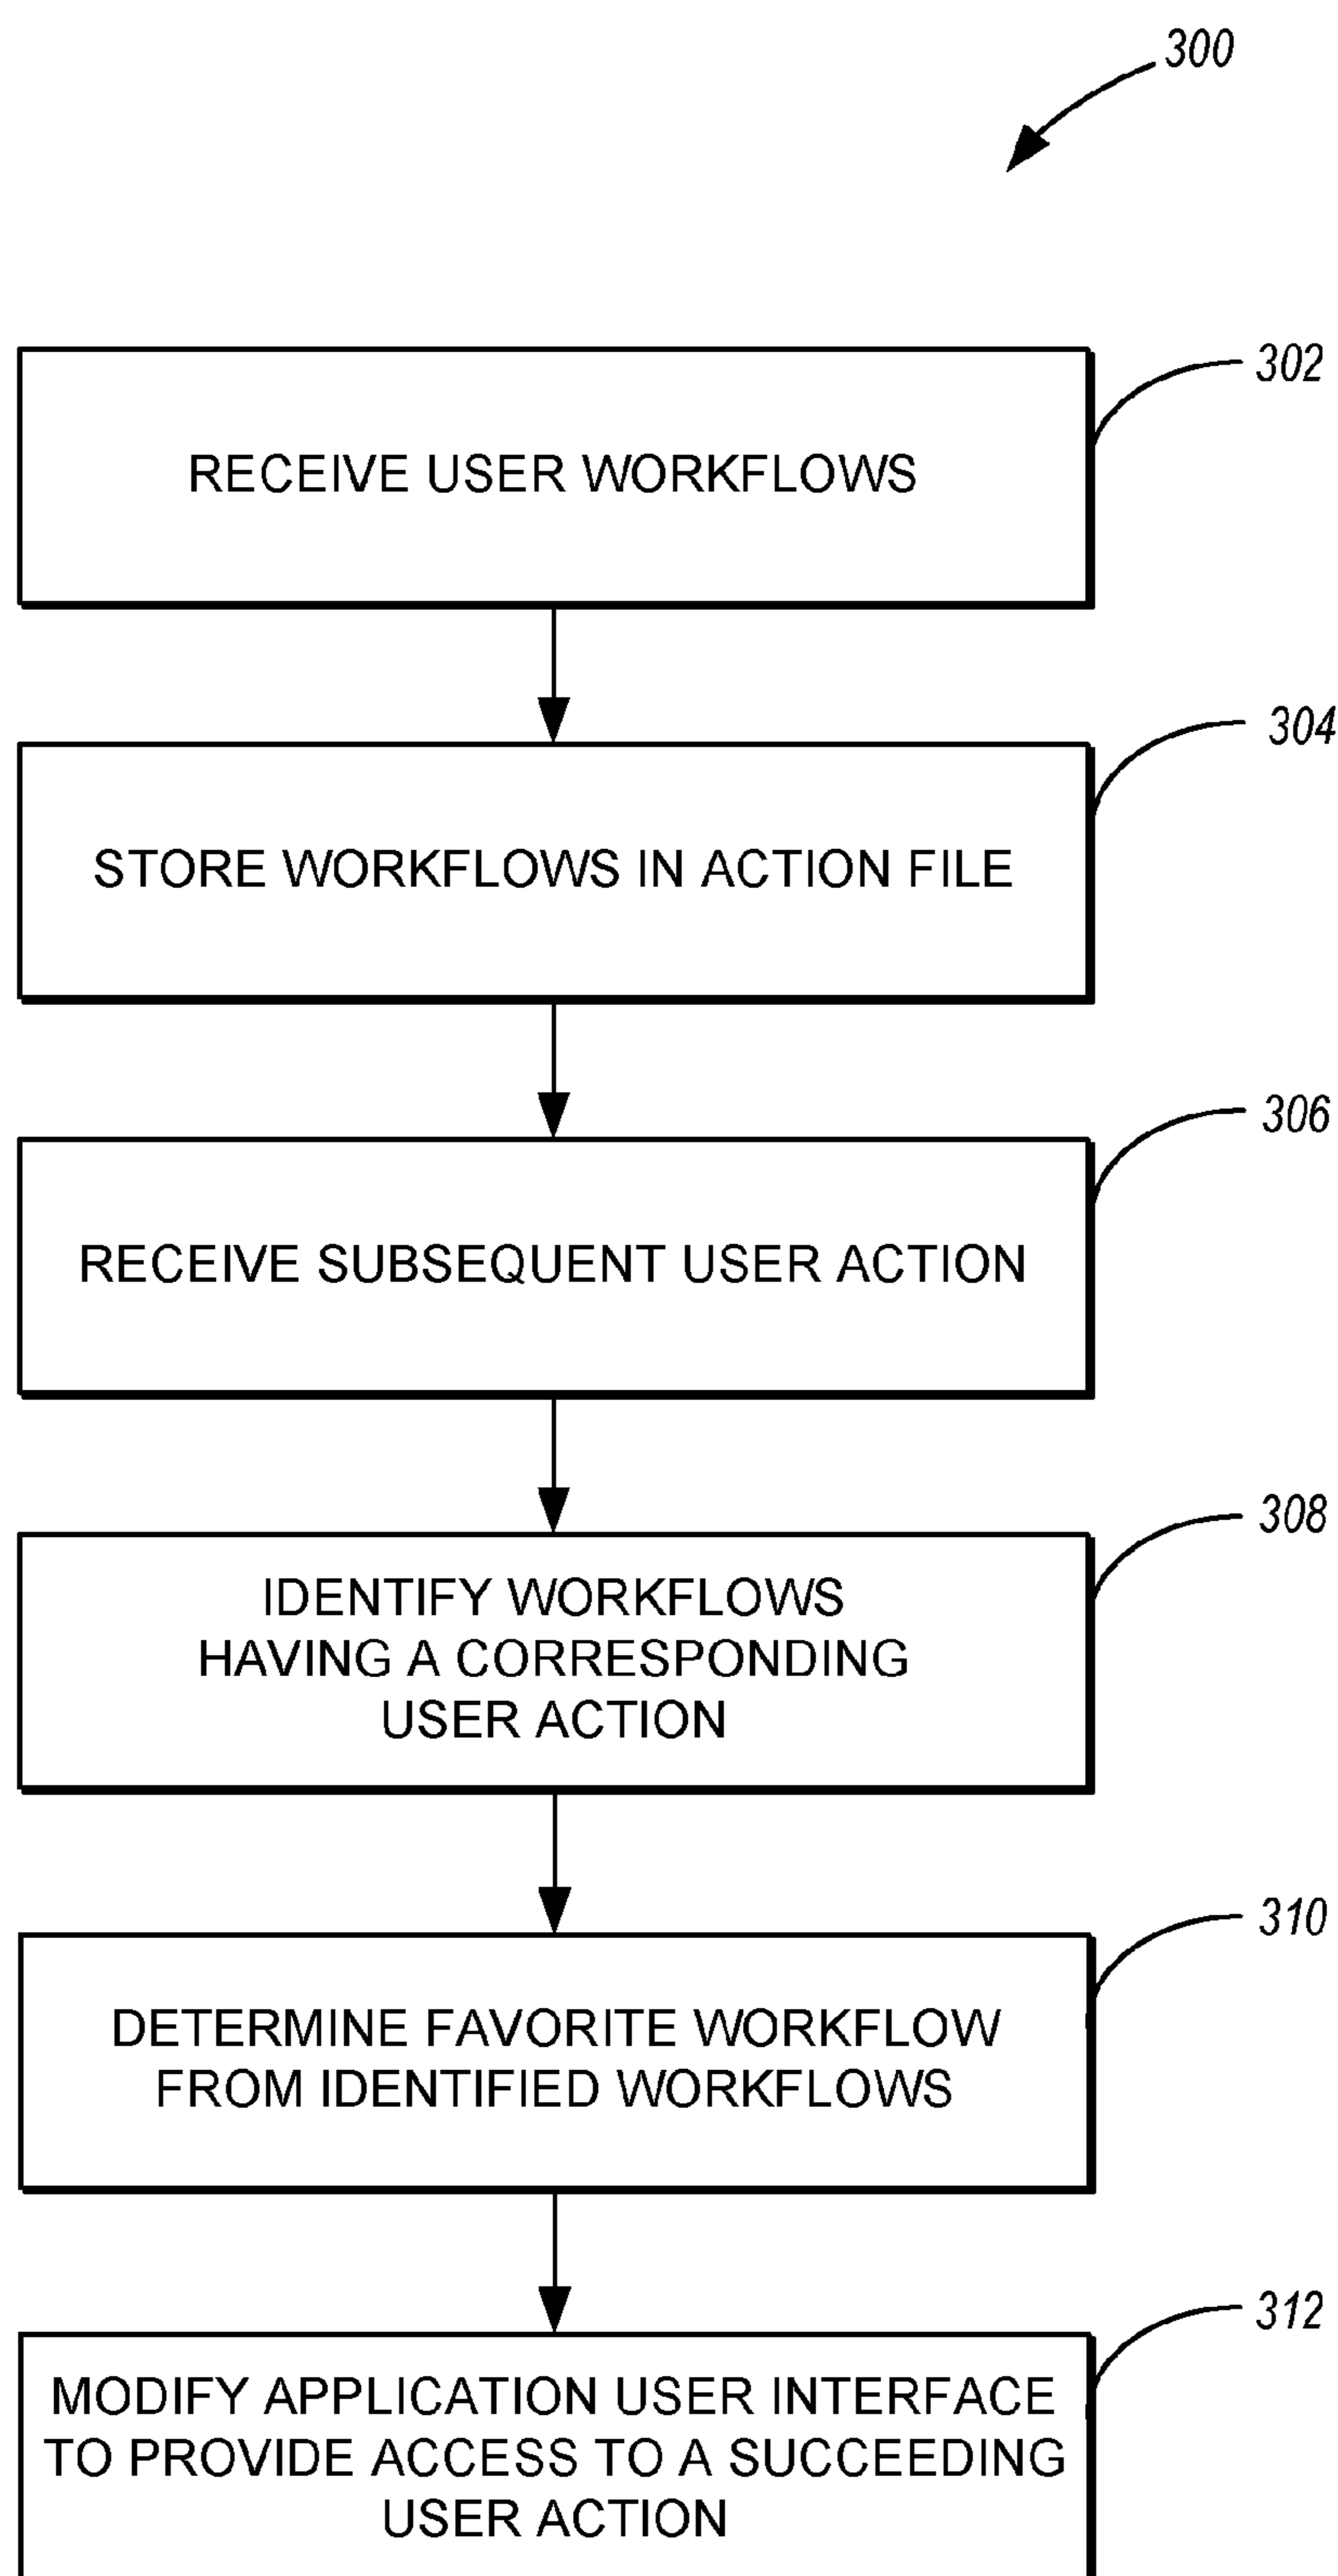 300
302
RECEIVE USER WORKFLOWS
304
STORE WORKFLOWS IN ACTION FILE
306
RECEIVE SUBSEQUENT USER ACTION
308
IDENTIFY WORKFLOWS
HAVING A CORRESPONDING
USER ACTION
310
DETERMINE FAVORITE WORKFLOW
FROM IDENTIFIED WORKFLOWS
312
MODIFY APPLICATION USER INTERFACE
TO PROVIDE ACCESS TO A SUCCEEDING
USER ACTION